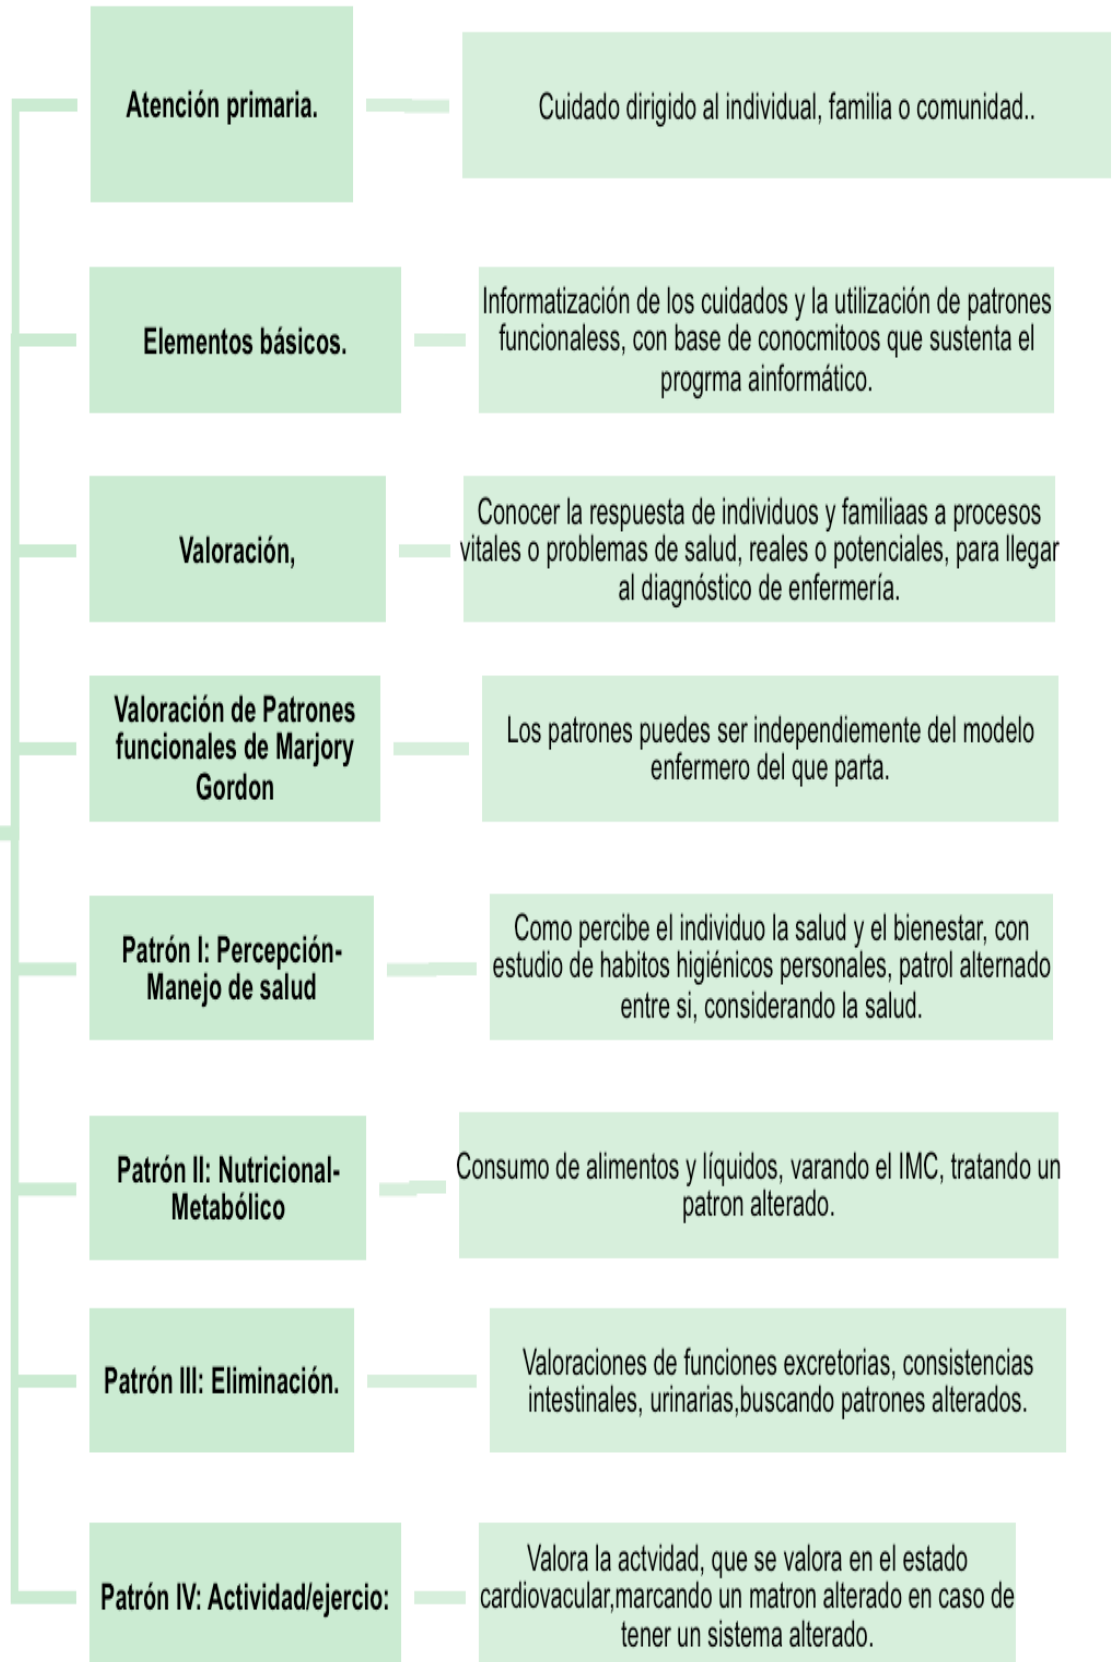 Atención primaria.
Cuidado dirigido al individual, familia o comunidad..
Elementos básicos.
Informatización de los cuidados y la utilización de patrones
funcionaless, con base de conocmitoos que sustenta el
progrma ainformático.
Valoración,
Conocer la respuesta de individuos y familiaas a procesos
vitales o problemas de salud, reales o potenciales, para llegar
al diagnóstico de enfermería.
Valoración de Patrones
funcionales de Marjory
Gordon
Los patrones puedes ser independiemente del modelo
enfermero del que parta.
Patrón I: Percepción-
Manejo de salud
Como percibe el individuo la salud y el bienestar, con
estudio de habitos higiénicos personales, patrol alternado
entre si, considerando la salud.
Patrón II: Nutricional-
Metabólico
Consumo de alimentos y líquidos, varando el IMC, tratando un
patron alterado.
Patrón III: Eliminación.
Valoraciones de funciones excretorias, consistencias
intestinales, urinarias,buscando patrones alterados.
Patrón IV: Actividad/ejercio:
Valora la actvidad, que se valora en el estado
cardiovacular,marcando un matron alterado en caso de
tener un sistema alterado.